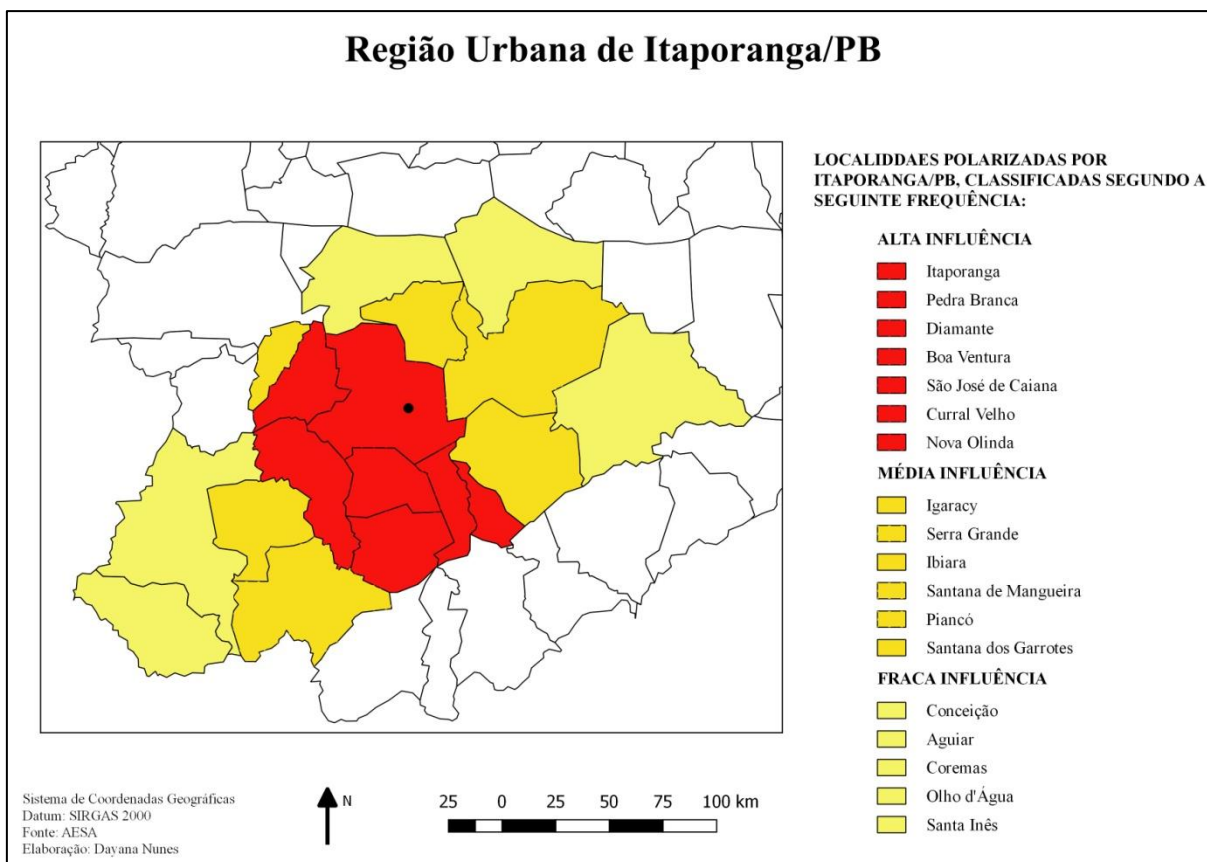 Região Urbana de Itaporanga/PB
LOCALIDDAES POLARIZADAS POR
ITAPORANGA/PB, CLASSIFICADAS SEGUNDO A
SEGUINTE FREQUÊNCIA:
ALTA INFLUÊNCIA
Itaporanga
Pedra Branca
Diamante
Boa Ventura
São José de Caiana
Curral Velho
Nova Olinda
MÉDIA INFLUÊNCIA
Igaracy
Serra Grande
Ibiara
Santana de Mangueira
Piancó
Santana dos Garrotes
FRACA INFLUÊNCIA
Conceição
Aguiar
Coremas
Olho d'Água
Santa Inês
Sistema de Coordenadas Geográficas
Datum: SIRGAS 2000
Fonte: AESA
Elaboração: Dayana Nunes
N
25 0 25 50 75 100 km